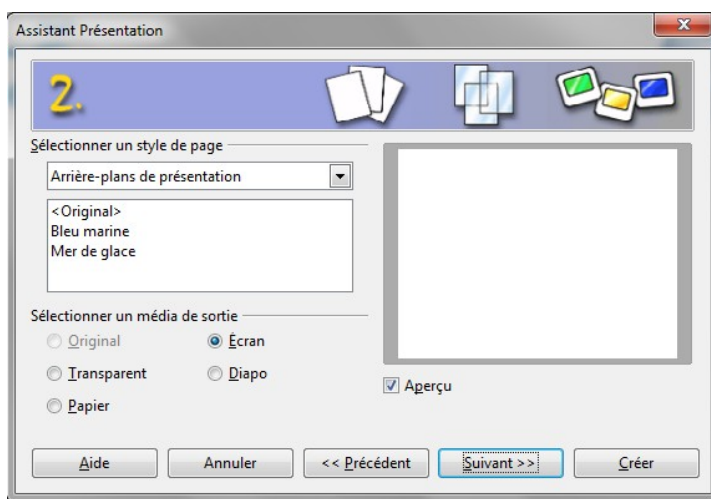 Assistant Présentation
2.
Sélectionner un style de page
Arrière-plans de présentation
<Original>
Bleu marine
Mer de glace
Sélectionner un média de sortie
Original
Écran
Transparent
Diapo
Papier
Aperçu
Aide
Annuler
<< Précédent
Suivant >>
Créer